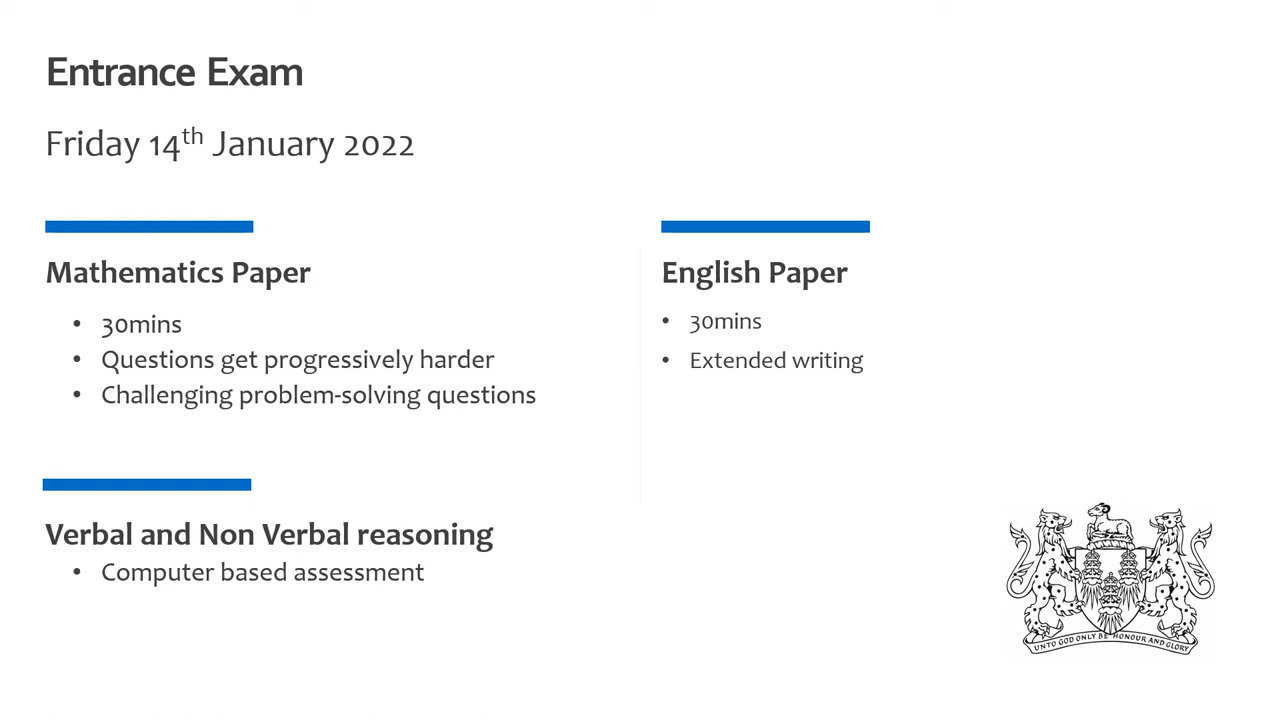 Entrance Exam
Friday 14th January 2022
Mathematics Paper
• 30mins
• Questions get progressively harder
• Challenging problem-solving questions
English Paper
• 30mins
• Extended writing
Verbal and Non Verbal reasoning
• Computer based assessment
UNTO GOD ONLY BE HONOUR AND GLORY